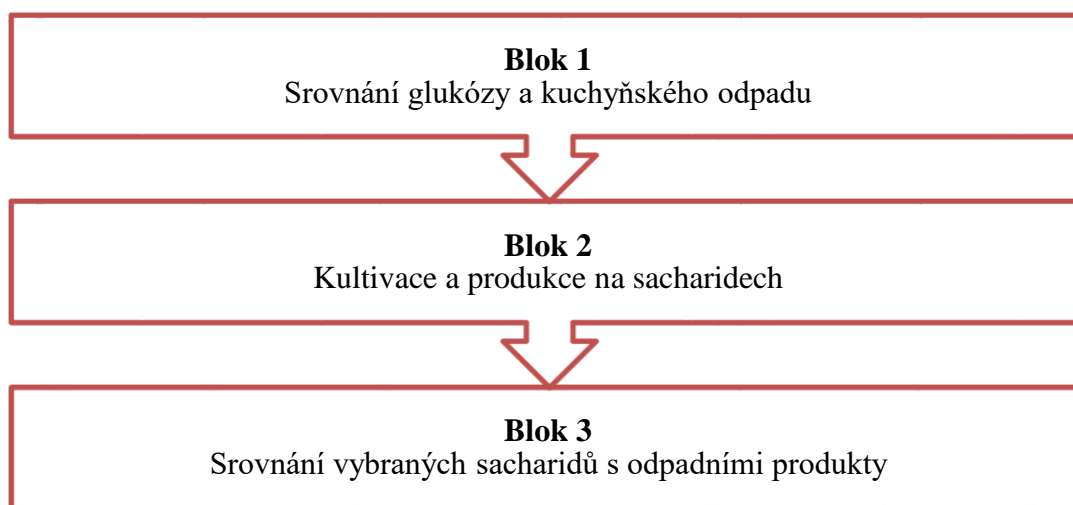 Blok 1
Srovnání glukózy a kuchyňského odpadu
Blok 2
Kultivace a produkce na sacharidech
Blok 3
Srovnání vybraných sacharidů s odpadními produkty